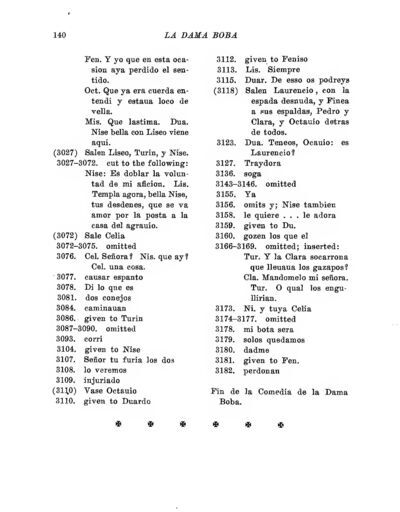 140 LA DAMA BOBA
Fen. Y yo que en esta oca-
sion aya perdido el sen-
tido.
Oct. Que ya era cuerda en-
tendi y estaua loco de
vella.
Mis. Que lastima. Dua.
Nise bella con Liseo viene
aqui.
(3027) Salen Liseo, Turin, y Nise.
3027–3072. cut to the following:
Nise: Es doblar la volun-
tad de mi aficion. Lis.
Templa agora, bella Nise,
tus desdenes, que se va
amor por la posta a la
casa del agrauio.
(3072) Sale Celia
3072–3075. omitted
3076. Cel. Señora? Nis. que ay?
Cel. una cosa.
3077. causar espanto
3078. Di lo que es
3081. dos conejos
3084. caminauan
3086. given to Turin
3087–3090. omitted
3093. corri
3104. given to Nise
3107. Señor tu furia los dos
3108. lo veremos
3109. injuriado
(3110) Vase Octauio
3110. given to Duardo
3112. given to Feniso
3113. Lis. Siempre
3115. Duar. De esso os podreys
(3118) Salen Laurencio, con la
espada desnuda, y Finea
a sus espaldas, Pedro y
Clara, y Octauio detras
de todos.
3123. Dua. Teneos, Ocauio: es
Laurencio?
3127. Traydora
3136. soga
3143–3146. omitted
3155. Ya
3156. omits y; Nise tambien
3158. le quiere . . . le adora
3159. given to Du.
3160. gozen los que el
3166–3169. omitted; inserted:
Tur. Y la Clara socarrona
que lleuaua los gazapos?
Cla. Mandomelo mi señora.
Tur. O qual los engu-
llirian.
3173. Ni. y tuya Celia
3174–3177. omitted
3178. mi bota sera
3179. solos quedamos
3180. dadme
3181. given to Fen.
3182. perdonan
Fin de la Comedia de la Dama
Boba.